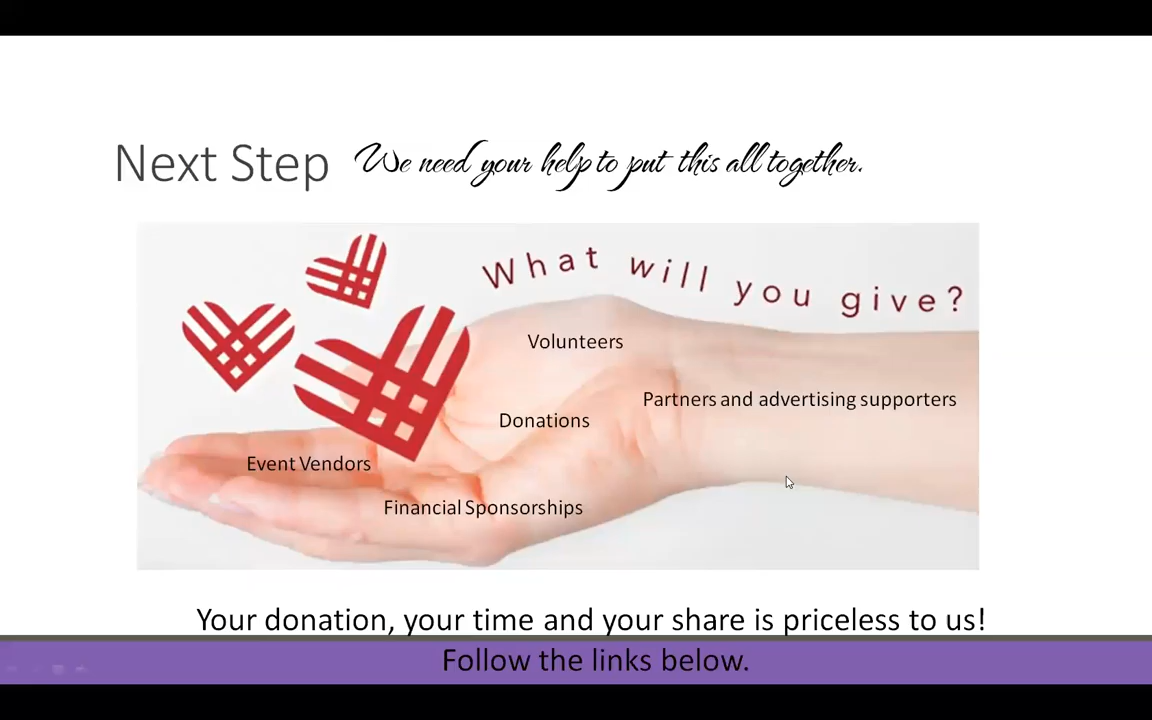 Next Step We need your help to put this all together.
What will you give?
Volunteers
Partners and advertising supporters
Donations
Event Vendors
Financial Sponsorships
Your donation, your time and your share is priceless to us!
Follow the links below.